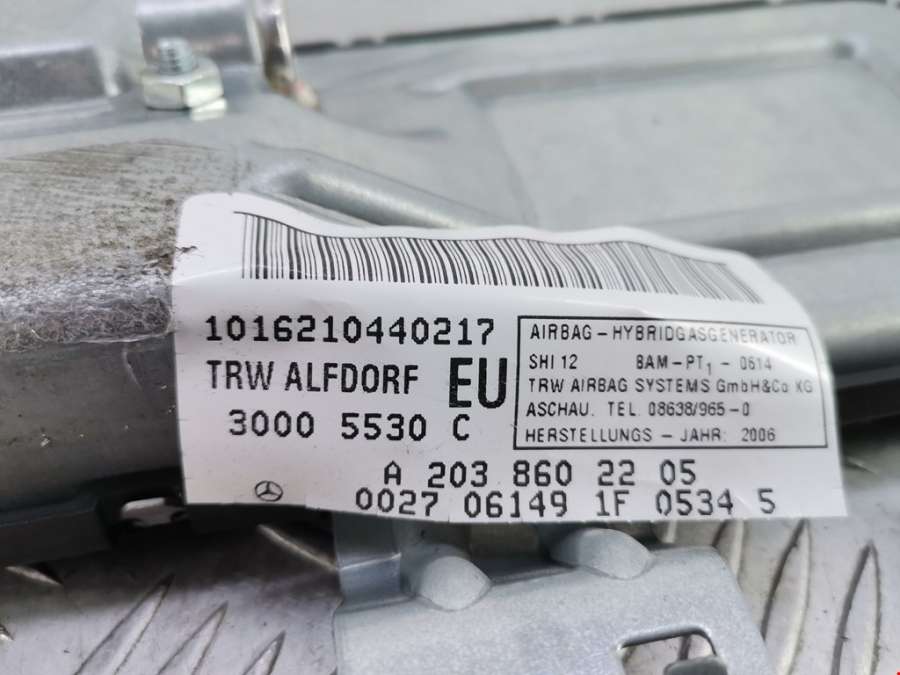 1016210440217
TRW ALFDORF EU
3000 5530 C
AIRBAG - HYBRIDGASGENERATOR
SHI 12 BAM-PT1 - 0614
TRW AIRBAG SYSTEMS GmbH&Co KG
ASCHAU. TEL. 08638/965-0
HERSTELLUNGS - JAHR: 2006
A 203 860 22 05
0027 06149 1F 0534 5